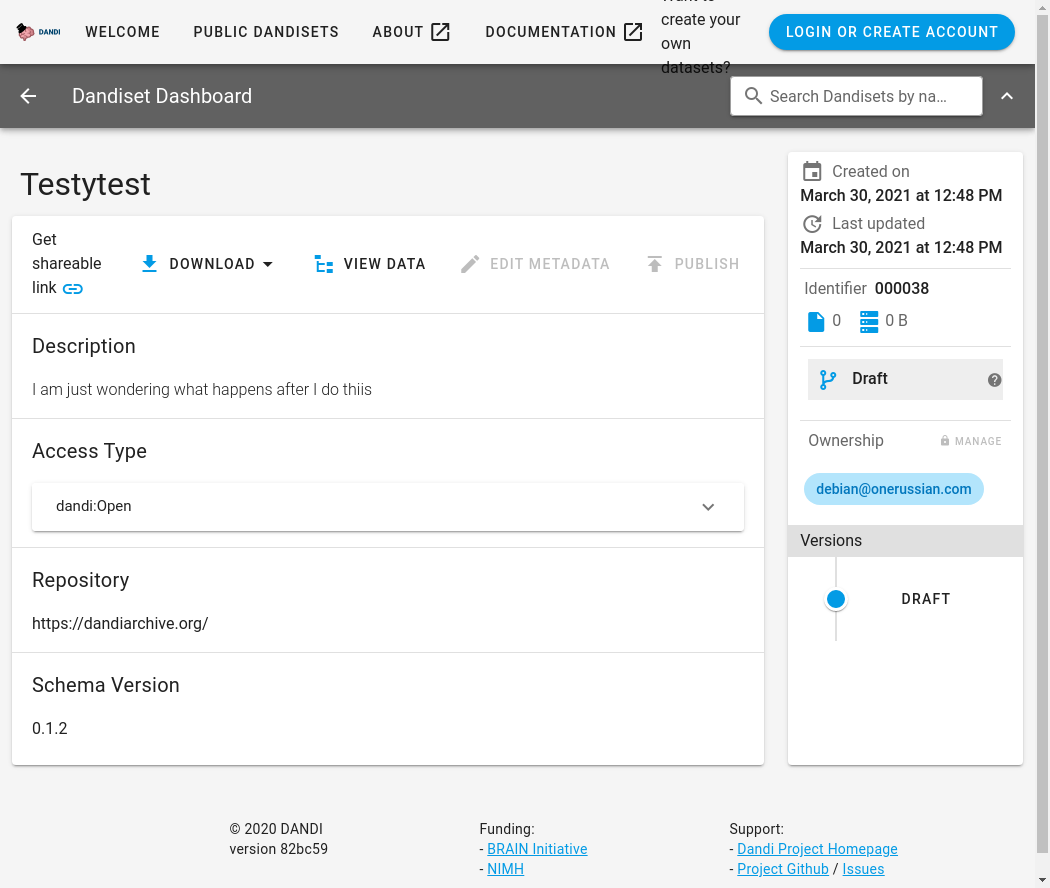 DANDI
WELCOME
PUBLIC DANDISETS
ABOUT
DOCUMENTATION
create your
own
datasets?
LOGIN OR CREATE ACCOUNT
Dandiset Dashboard
Search Dandisets by na...
Testytest
Get
shareable
link
DOWNLOAD
VIEW DATA
EDIT METADATA
PUBLISH
Description
I am just wondering what happens after I do thiis
Access Type
dandi:Open
Repository
https://dandiarchive.org/
Schema Version
0.1.2
Created on
March 30, 2021 at 12:48 PM
Last updated
March 30, 2021 at 12:48 PM
Identifier 000038
0 0 B
Draft
?
Ownership
MANAGE
debian@onerussian.com
Versions
DRAFT
© 2020 DANDI
version 82bc59
Funding:
- BRAIN Initiative
- NIMH
Support:
- Dandi Project Homepage
- Project Github / Issues